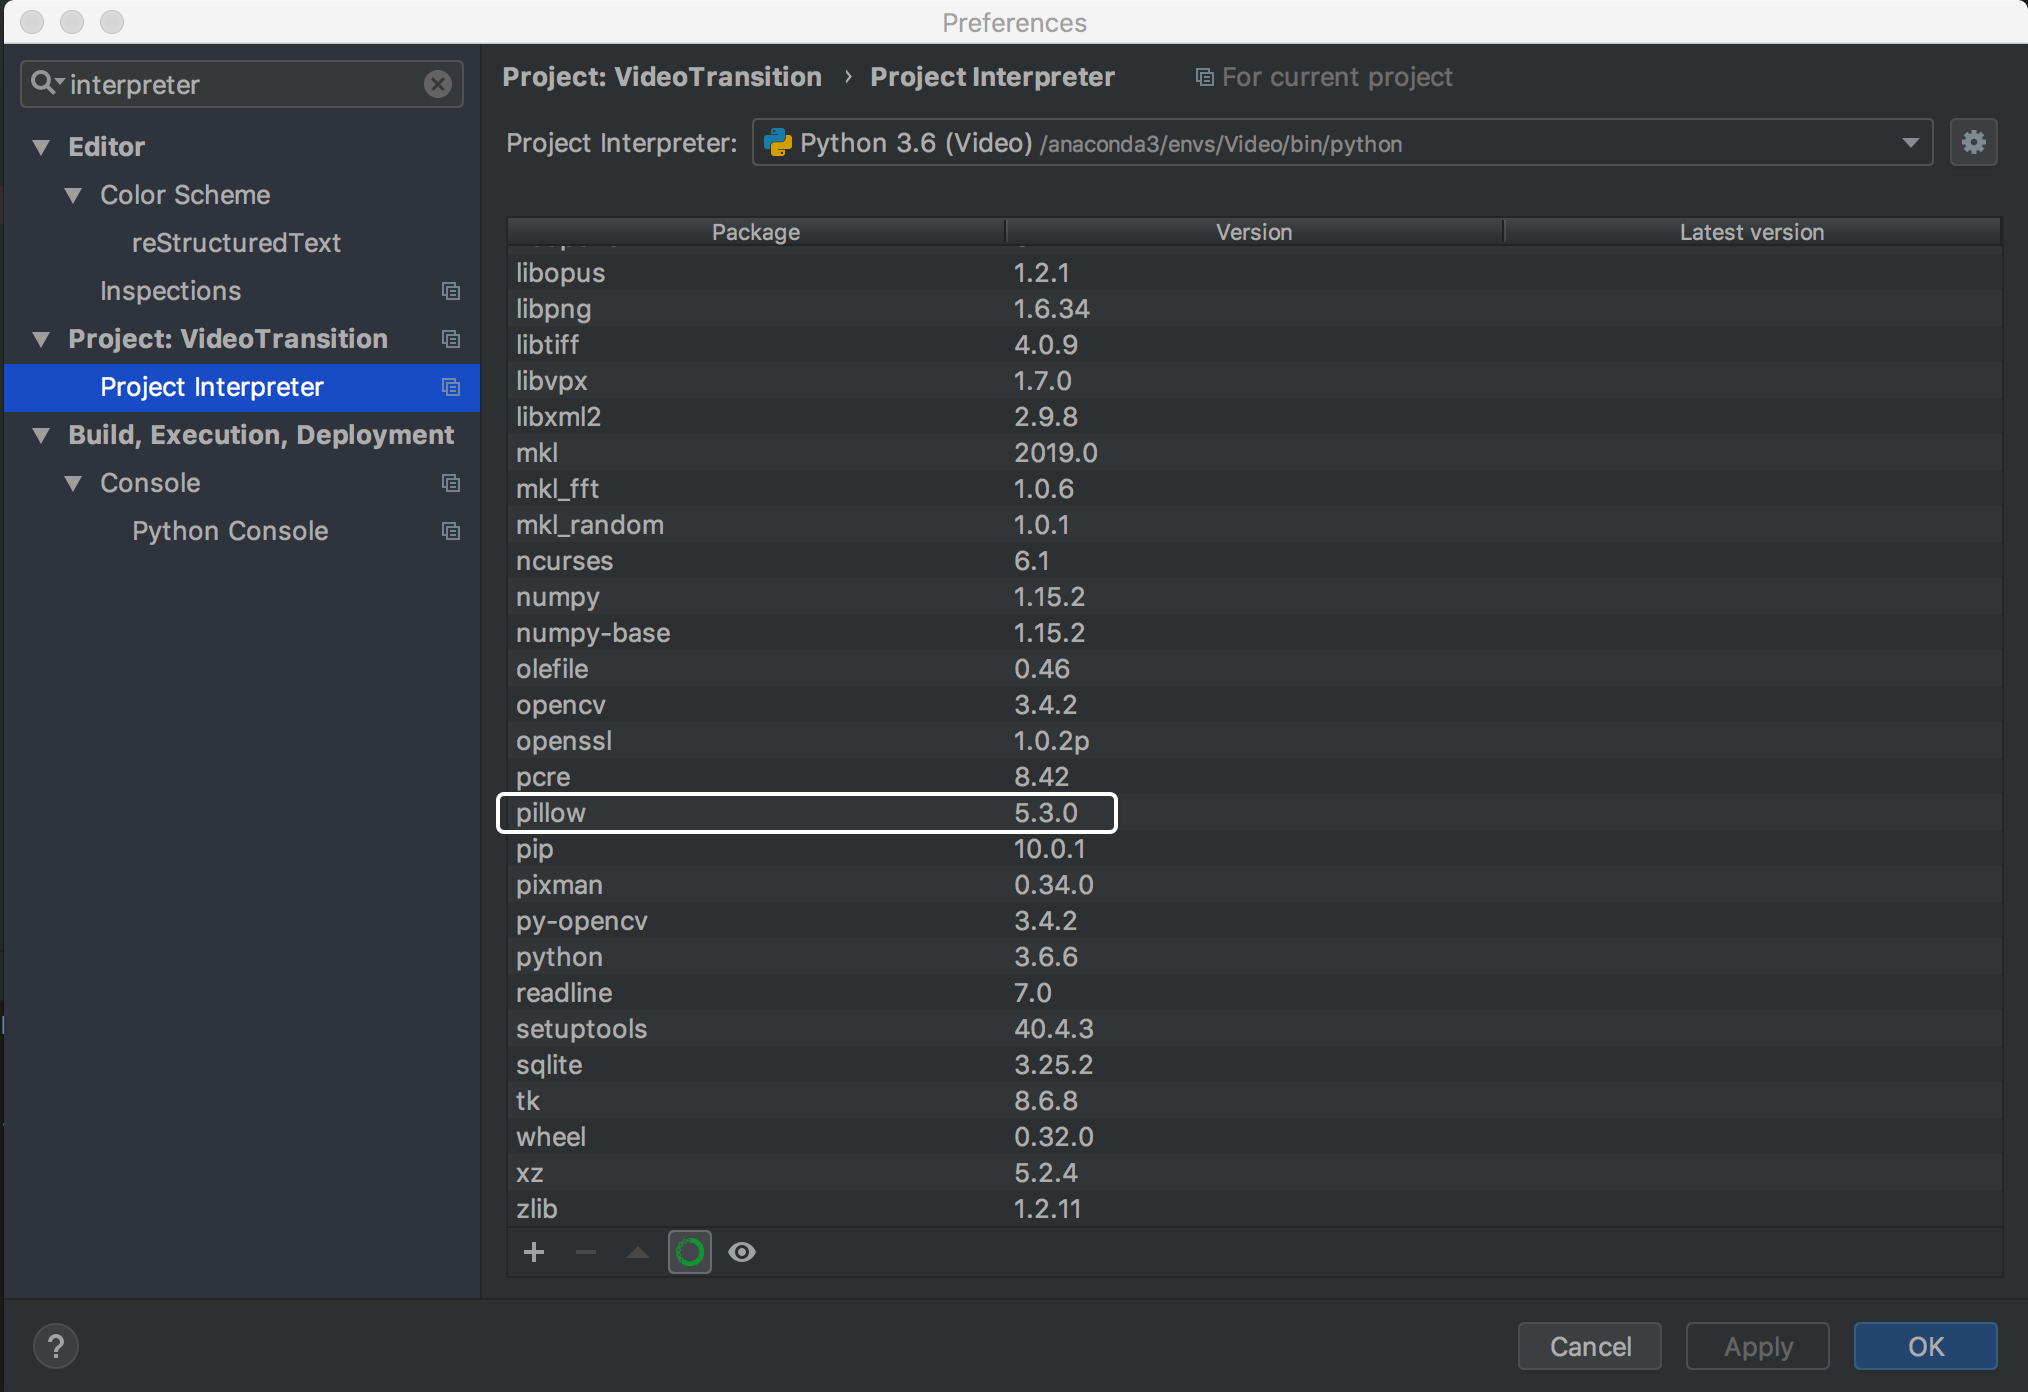 Preferences
interpreter
Editor
Color Scheme
reStructuredText
Inspections
Project: VideoTransition
Project Interpreter
Build, Execution, Deployment
Console
Python Console
Project: VideoTransition › Project Interpreter For current project
Project Interpreter: Python 3.6 (Video) /anaconda3/envs/Video/bin/python
Package Version Latest version
libopus 1.2.1
libpng 1.6.34
libtiff 4.0.9
libvpx 1.7.0
libxml2 2.9.8
mkl 2019.0
mkl_fft 1.0.6
mkl_random 1.0.1
ncurses 6.1
numpy 1.15.2
numpy-base 1.15.2
olefile 0.46
opencv 3.4.2
openssl 1.0.2p
pcre 8.42
pillow 5.3.0
pip 10.0.1
pixman 0.34.0
py-opencv 3.4.2
python 3.6.6
readline 7.0
setuptools 40.4.3
sqlite 3.25.2
tk 8.6.8
wheel 0.32.0
xz 5.2.4
zlib 1.2.11
? Cancel Apply OK